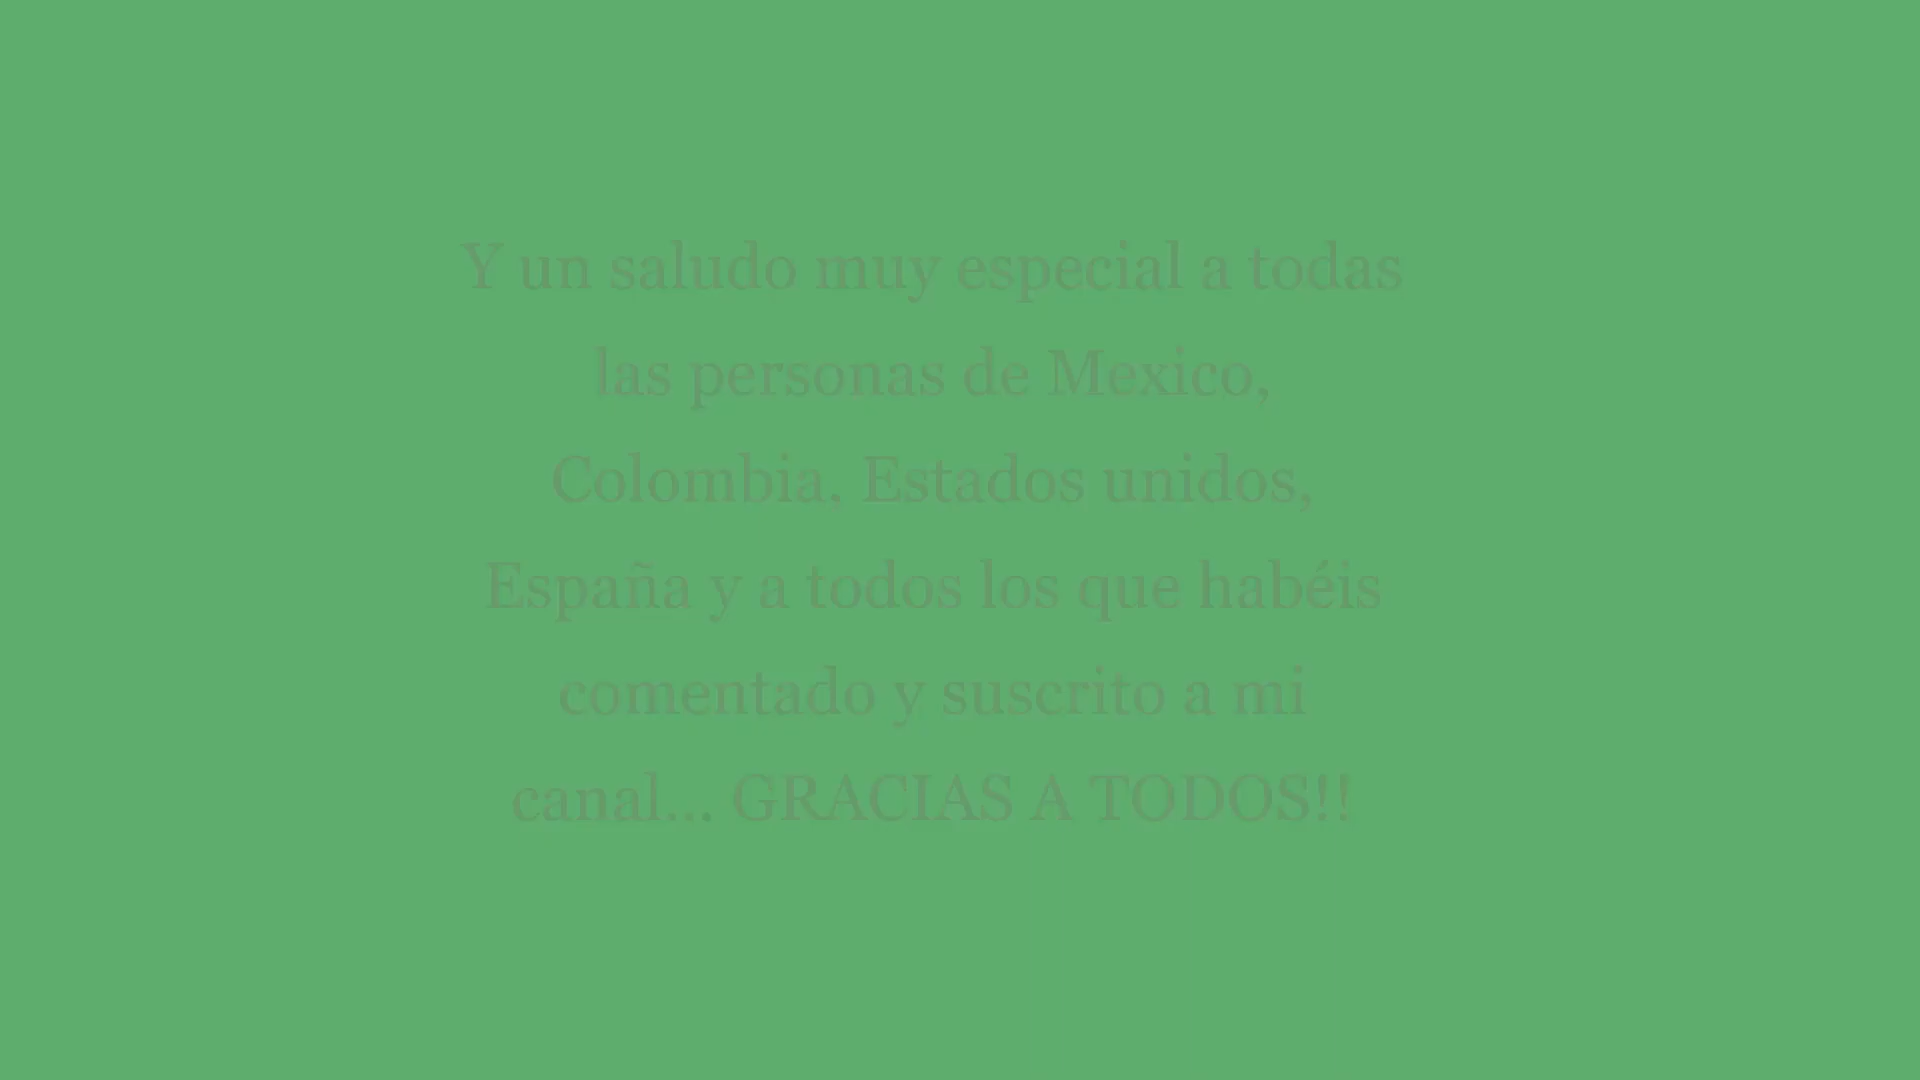 Y un saludo muy especial a todas
las personas de Mexico,
Colombia, Estados unidos,
España y a todos los que habéis
comentado y suscrito a mi
canal... GRACIAS A TODOS!!